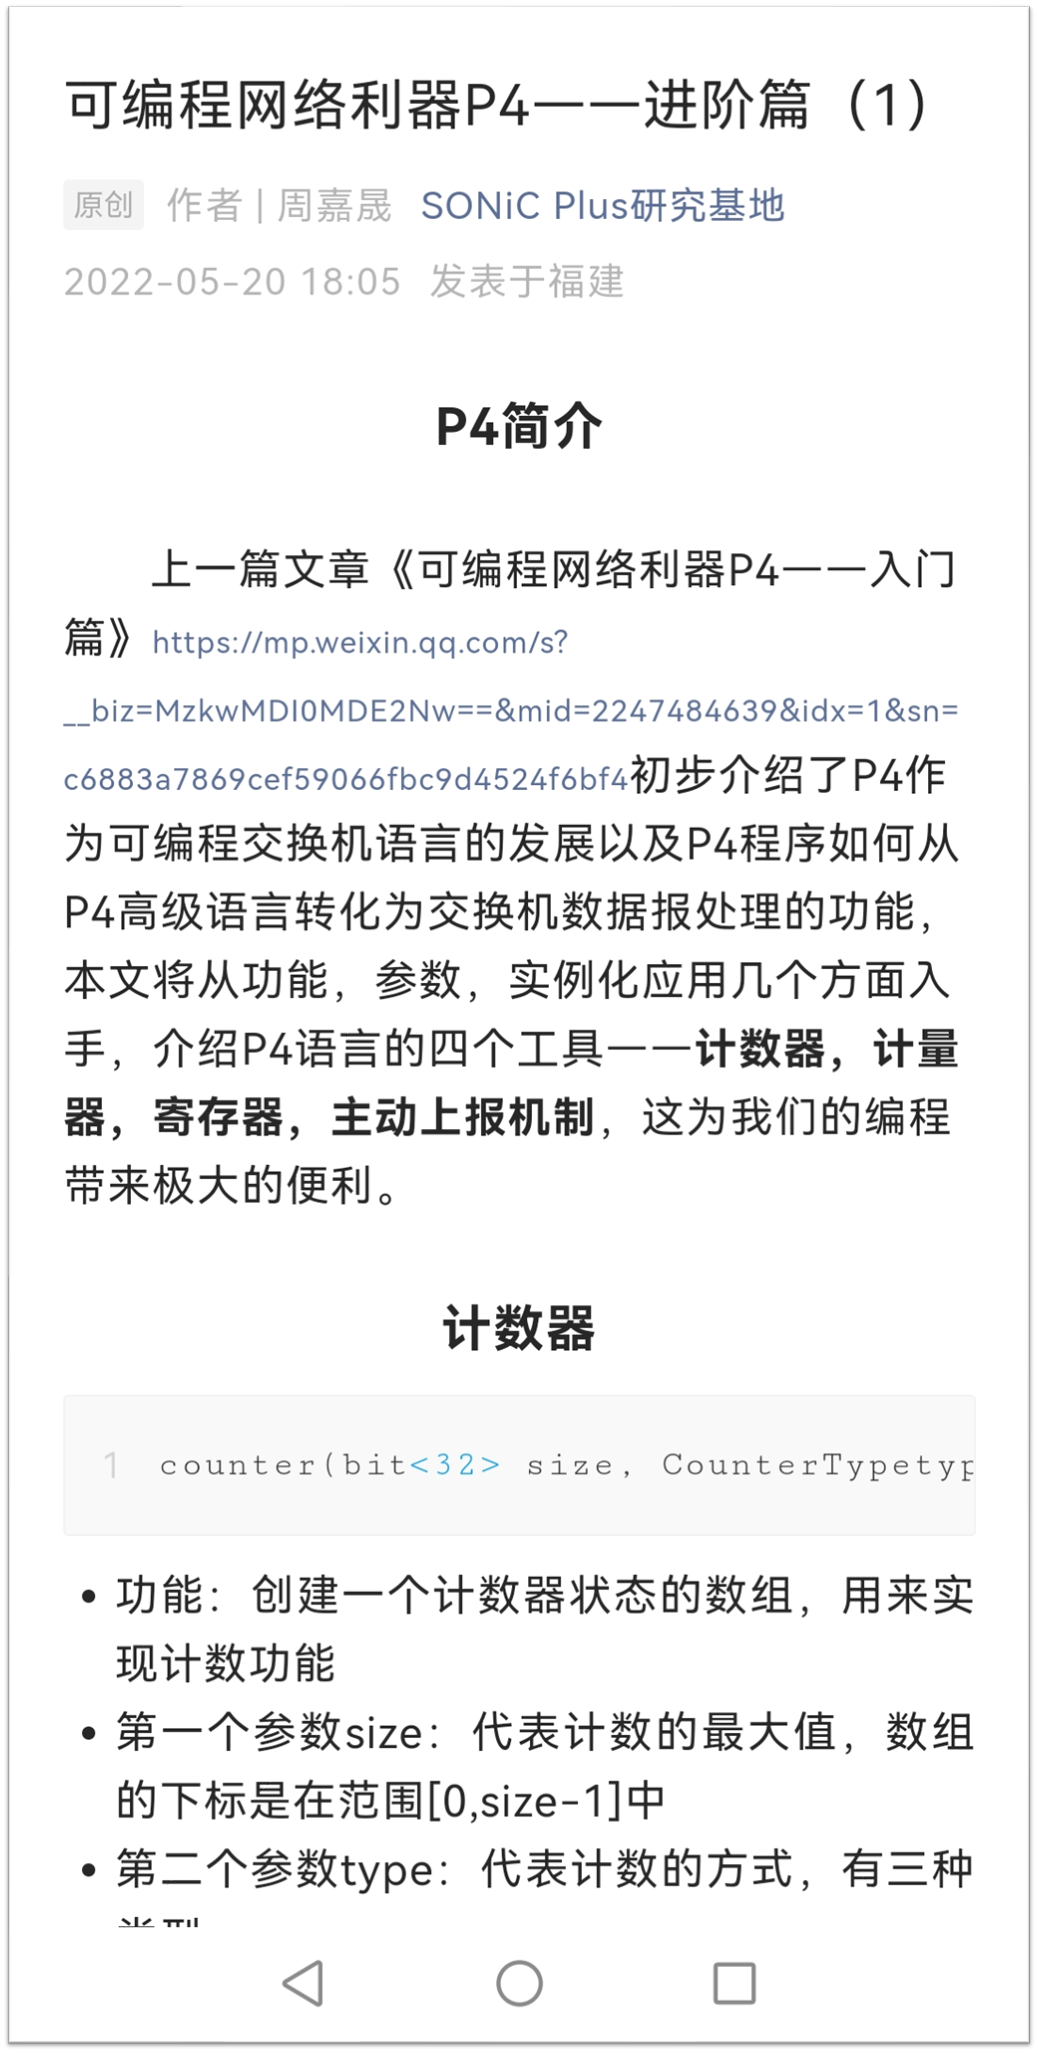 可编程网络利器P4——进阶篇（1）
原创 作者 | 周嘉晟 SONiC Plus研究基地
2022-05-20 18:05 发表于福建
P4简介
上一篇文章《可编程网络利器P4——入门
篇》https://mp.weixin.qq.com/s?
__biz=MzkwMDI0MDE2Nw==&mid=2247484639&idx=1&sn=
c6883a7869cef59066fbc9d4524f6bf4初步介绍了P4作
为可编程交换机语言的发展以及P4程序如何从
P4高级语言转化为交换机数据报处理的功能，
本文将从功能，参数，实例化应用几个方面入
手，介绍P4语言的四个工具——计数器，计量
器，寄存器，主动上报机制，这为我们的编程
带来极大的便利。
计数器
1 counter(bit<32> size, CounterTypetyp
• 功能：创建一个计数器状态的数组，用来实
现计数功能
• 第一个参数size：代表计数的最大值，数组
的下标是在范围[0,size-1]中
• 第二个参数type：代表计数的方式，有三种